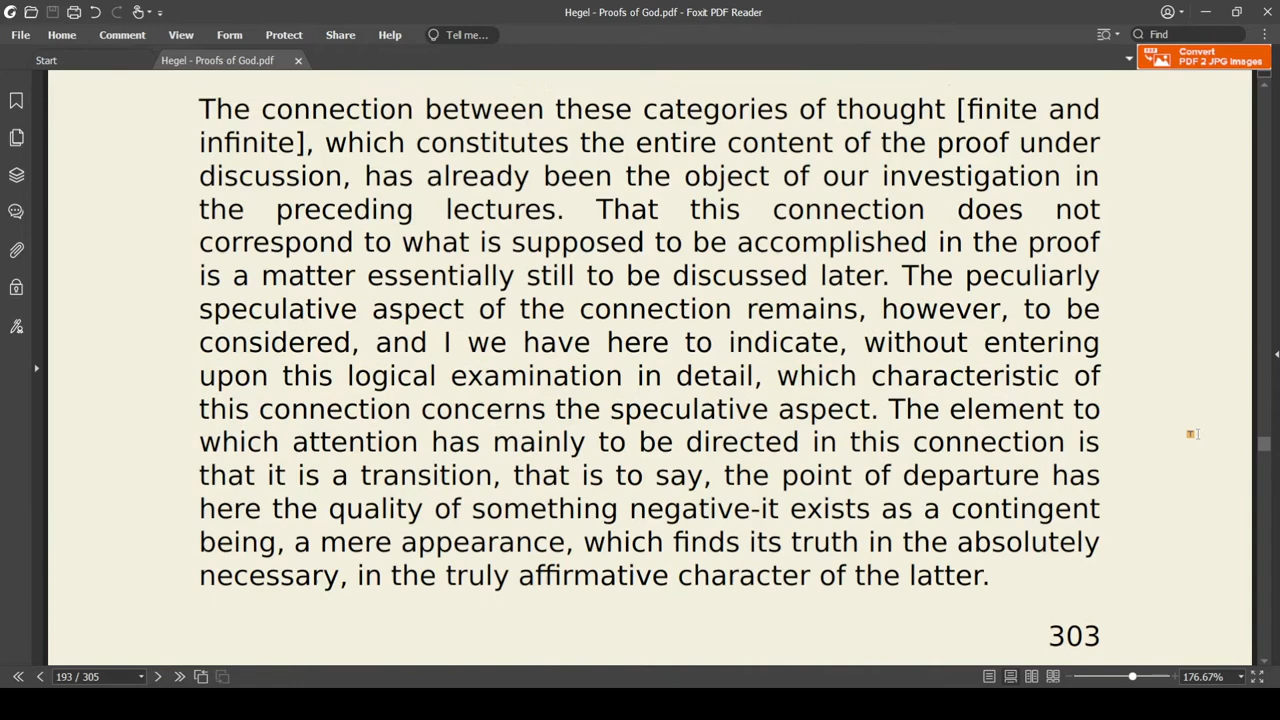 Hegel - Proofs of God.pdf - Foxit PDF Reader
File Home Comment View Form Protect Share Help Tell me... Find
Start Hegel - Proofs of God.pdf
Convert
PDF 2 JPG Images
The connection between these categories of thought [finite and
infinite], which constitutes the entire content of the proof under
discussion, has already been the object of our investigation in
the preceding lectures. That this connection does not
correspond to what is supposed to be accomplished in the proof
is a matter essentially still to be discussed later. The peculiarly
speculative aspect of the connection remains, however, to be
considered, and I we have here to indicate, without entering
upon this logical examination in detail, which characteristic of
this connection concerns the speculative aspect. The element to
which attention has mainly to be directed in this connection is
that it is a transition, that is to say, the point of departure has
here the quality of something negative-it exists as a contingent
being, a mere appearance, which finds its truth in the absolutely
necessary, in the truly affirmative character of the latter.
303
193 / 305 176.67%